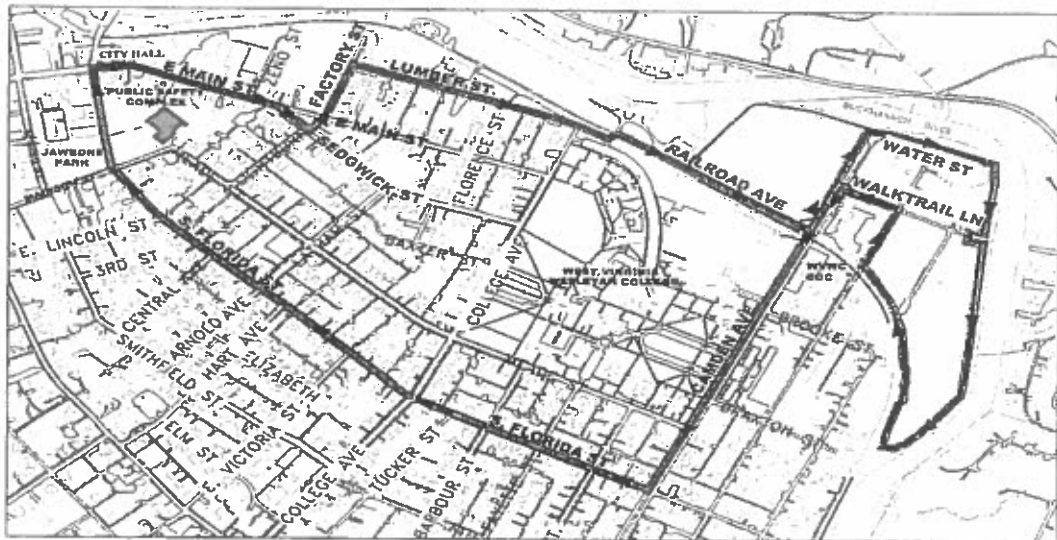 CITY HALL
E MAIN ST.
PUBLIC SAFETY
COMPLEX
JAWBONE
PARK
FACTORY ST
LUMBER ST.
E MAIN ST.
SEDGWICK ST.
FLORENCE ST
BUCKHANNON RIVER
RAILROAD AVE
WATER ST
WALKTRAIL LN
E. LINCOLN ST
3RD ST
S. FLORIDA ST.
BAXTER ST
COLLEGE AVE
WEST VIRGINIA
WESLEYAN COLLEGE
CAMDEN AVE
BROOKE ST
CENTRAL
ARNOLD AVE
SMITHFIELD ST.
HART AVE
ELIZABETH
ELM ST
VICTORIA ST
COLLEGE AVE
TUCKER ST
BARBOUR ST.
S. FLORIDA ST.